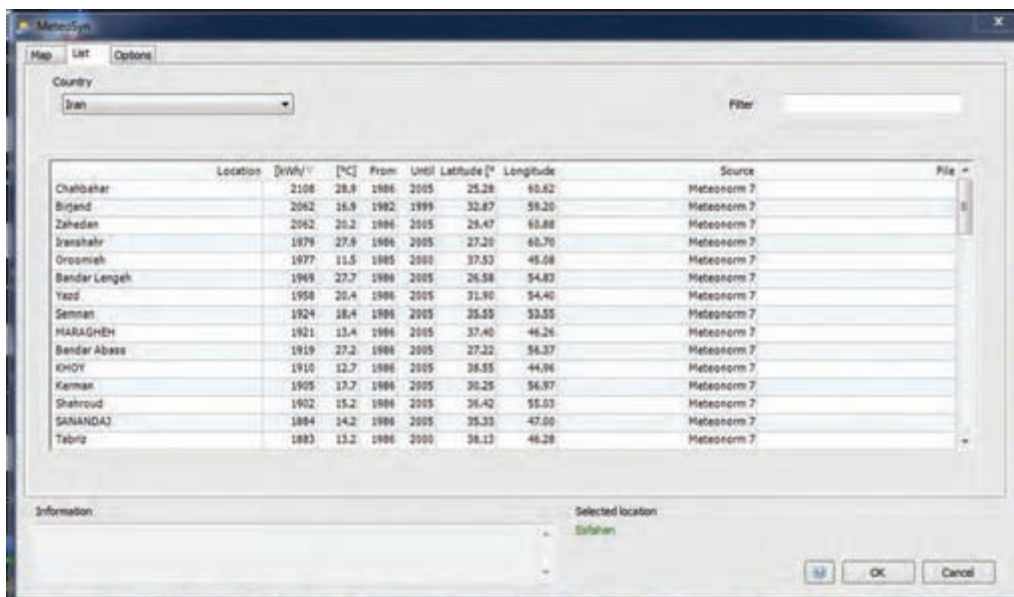 MeteoSyn
Map List Options
Country
Iran
Filter
Location [kWh/ [°C] From Until Latitude [° Longitude Source File
Chahbahar 2108 28.9 1986 2005 25.28 60.62 Meteonorm 7
Birjand 2062 16.9 1982 1999 32.87 59.20 Meteonorm 7
Zahedan 2062 20.2 1986 2005 29.47 60.88 Meteonorm 7
Iranshahr 1979 27.9 1986 2005 27.20 60.70 Meteonorm 7
Oroomieh 1977 11.5 1985 2000 37.53 45.08 Meteonorm 7
Bandar Lengeh 1969 27.7 1986 2005 26.58 54.83 Meteonorm 7
Yazd 1958 20.4 1986 2005 31.90 54.40 Meteonorm 7
Semnan 1924 18.4 1986 2005 35.55 53.55 Meteonorm 7
MARAGHEH 1921 13.4 1986 2005 37.40 46.26 Meteonorm 7
Bandar Abass 1919 27.2 1986 2005 27.22 56.37 Meteonorm 7
KHOY 1910 12.7 1986 2005 38.55 44.96 Meteonorm 7
Kerman 1905 17.7 1986 2005 30.25 56.97 Meteonorm 7
Shahroud 1902 15.2 1986 2005 36.42 55.03 Meteonorm 7
SANANDAJ 1884 14.2 1986 2005 35.33 47.00 Meteonorm 7
Tabriz 1883 13.2 1986 2000 38.13 46.28 Meteonorm 7
Information
Selected location
Esfahan
OK Cancel